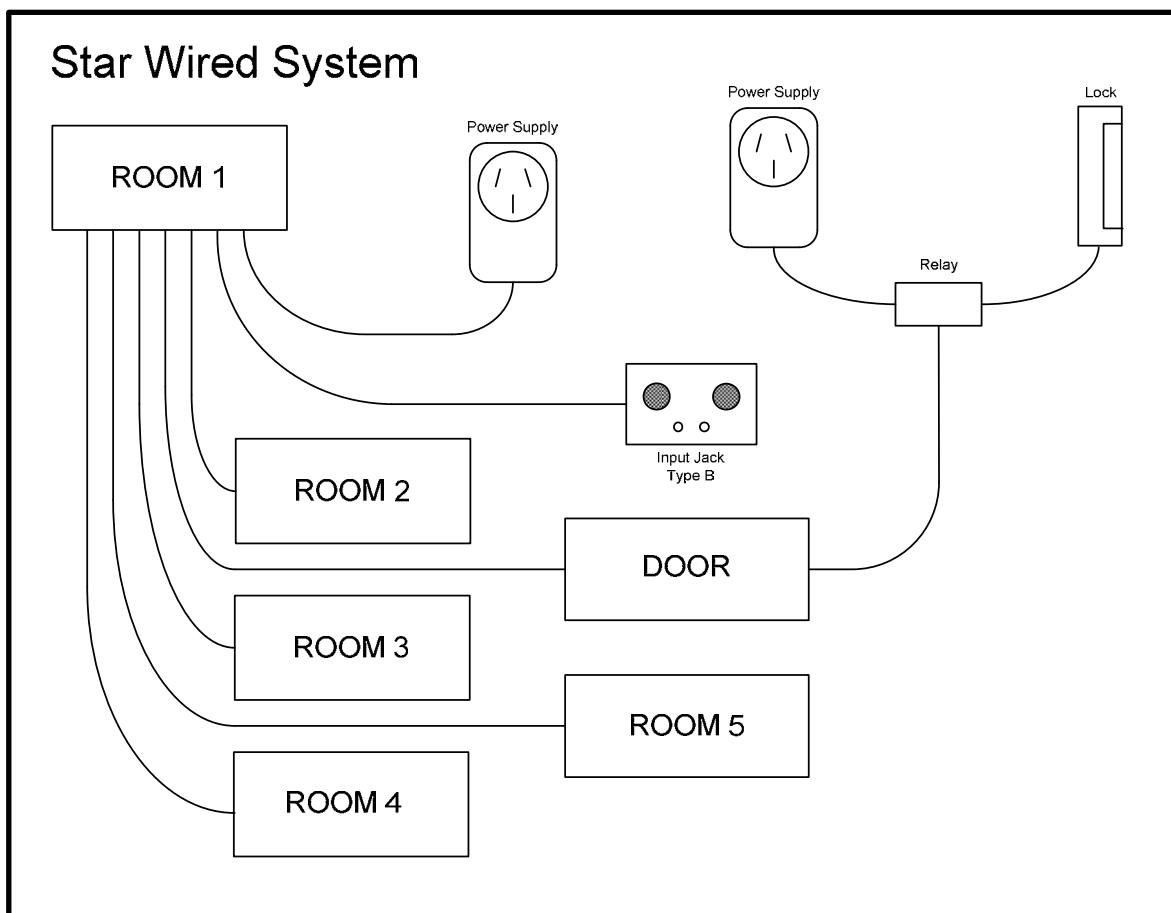 Star Wired System
Power Supply
Lock
Power Supply
ROOM 1
Relay
Input Jack
Type B
ROOM 2
DOOR
ROOM 3
ROOM 5
ROOM 4